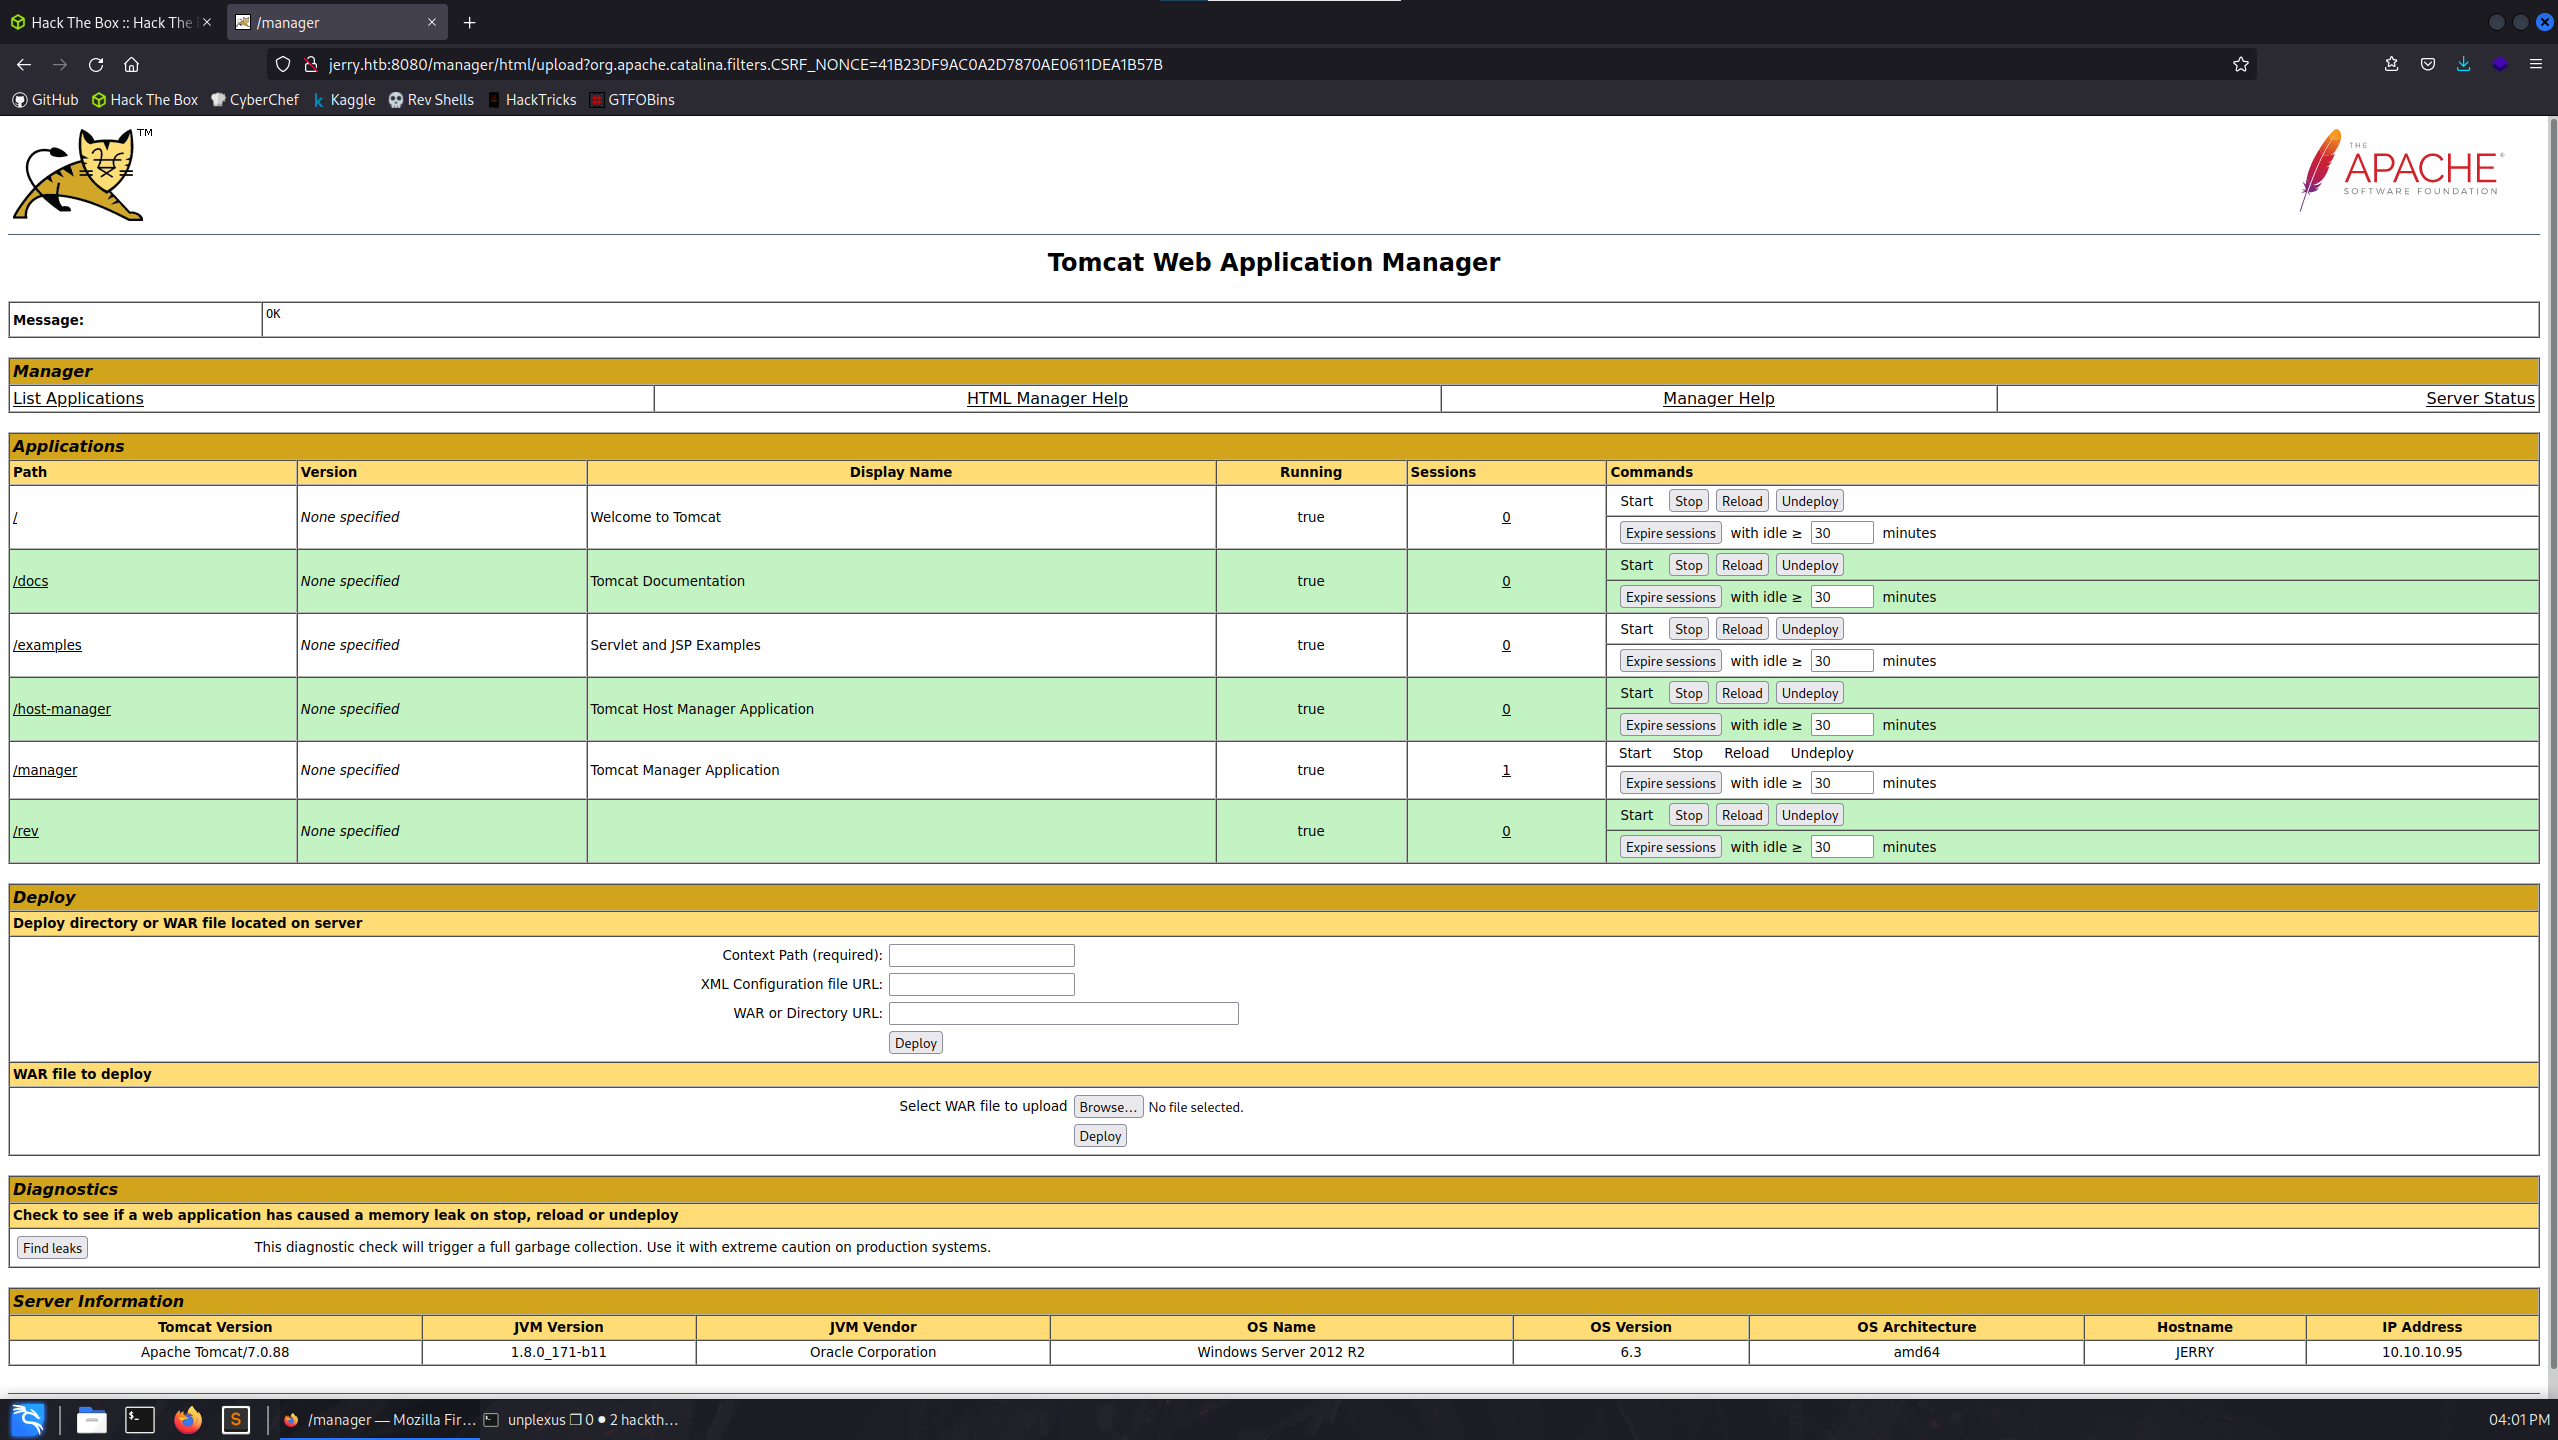 Hack The Box :: Hack The
/manager
jerry.htb:8080/manager/html/upload?org.apache.catalina.filters.CSRF_NONCE=41B23DF9AC0A2D7870AE0611DEA1B57B
GitHub Hack The Box CyberChef Kaggle Rev Shells HackTricks GTFOBins
TM
THE
APACHE®
SOFTWARE FOUNDATION
Tomcat Web Application Manager
Message: OK
Manager
List Applications HTML Manager Help Manager Help Server Status
Applications
Path Version Display Name Running Sessions Commands
/ None specified Welcome to Tomcat true 0 Start Stop Reload Undeploy
Expire sessions with idle ≥ 30 minutes
/docs None specified Tomcat Documentation true 0 Start Stop Reload Undeploy
Expire sessions with idle ≥ 30 minutes
/examples None specified Servlet and JSP Examples true 0 Start Stop Reload Undeploy
Expire sessions with idle ≥ 30 minutes
/host-manager None specified Tomcat Host Manager Application true 0 Start Stop Reload Undeploy
Expire sessions with idle ≥ 30 minutes
/manager None specified Tomcat Manager Application true 1 Start Stop Reload Undeploy
Expire sessions with idle ≥ 30 minutes
/rev None specified true 0 Start Stop Reload Undeploy
Expire sessions with idle ≥ 30 minutes
Deploy
Deploy directory or WAR file located on server
Context Path (required):
XML Configuration file URL:
WAR or Directory URL:
Deploy
WAR file to deploy
Select WAR file to upload Browse... No file selected.
Deploy
Diagnostics
Check to see if a web application has caused a memory leak on stop, reload or undeploy
Find leaks This diagnostic check will trigger a full garbage collection. Use it with extreme caution on production systems.
Server Information
Tomcat Version JVM Version JVM Vendor OS Name OS Version OS Architecture Hostname IP Address
Apache Tomcat/7.0.88 1.8.0_171-b11 Oracle Corporation Windows Server 2012 R2 6.3 amd64 JERRY 10.10.10.95
/manager — Mozilla Fir... unplexus ❐ 0 ● 2 hackth... 04:01 PM